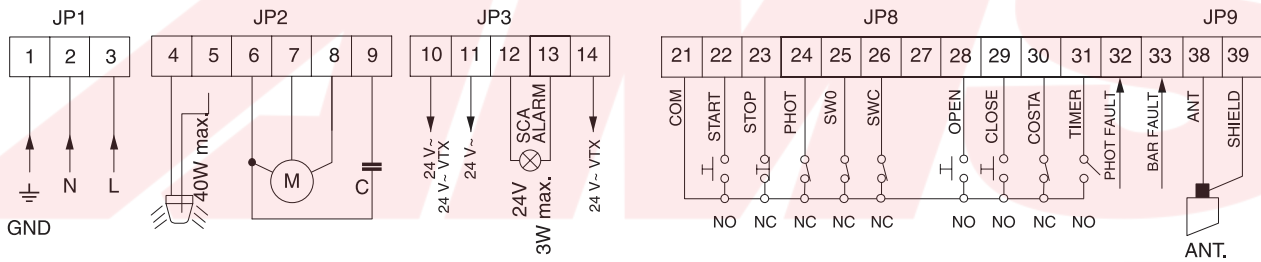 JP1 JP2 JP3 JP8 JP9
1 2 3 4 5 6 7 8 9 10 11 12 13 14 21 22 23 24 25 26 27 28 29 30 31 32 33 38 39
GND
N
L
40W max.
M
C
24 V~
24 V~ VTX
24 V~
SCA
ALARM
24V
3W max.
24 V~ VTX
COM
START
STOP
PHOT
SW0
SWC
OPEN
CLOSE
COSTA
TIMER
PHOT FAULT
BAR FAULT
ANT
SHIELD
NO NC NC NC NC NO NO NC NO
ANT.